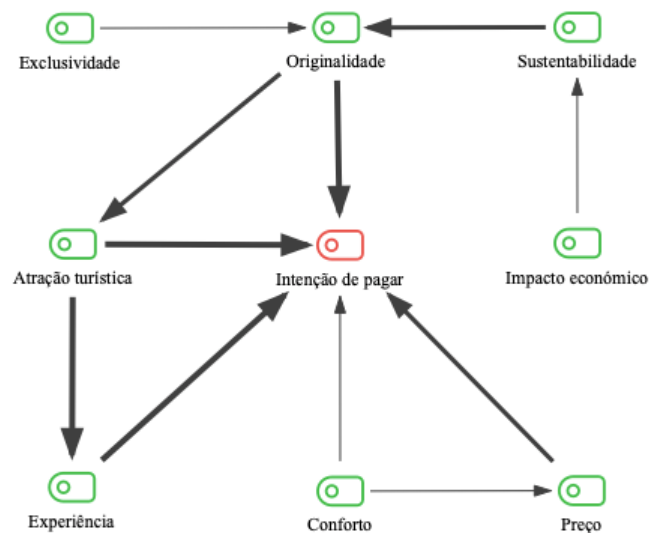 Exclusividade
Originalidade
Sustentabilidade
Atração turística
Intenção de pagar
Impacto económico
Experiência
Conforto
Preço